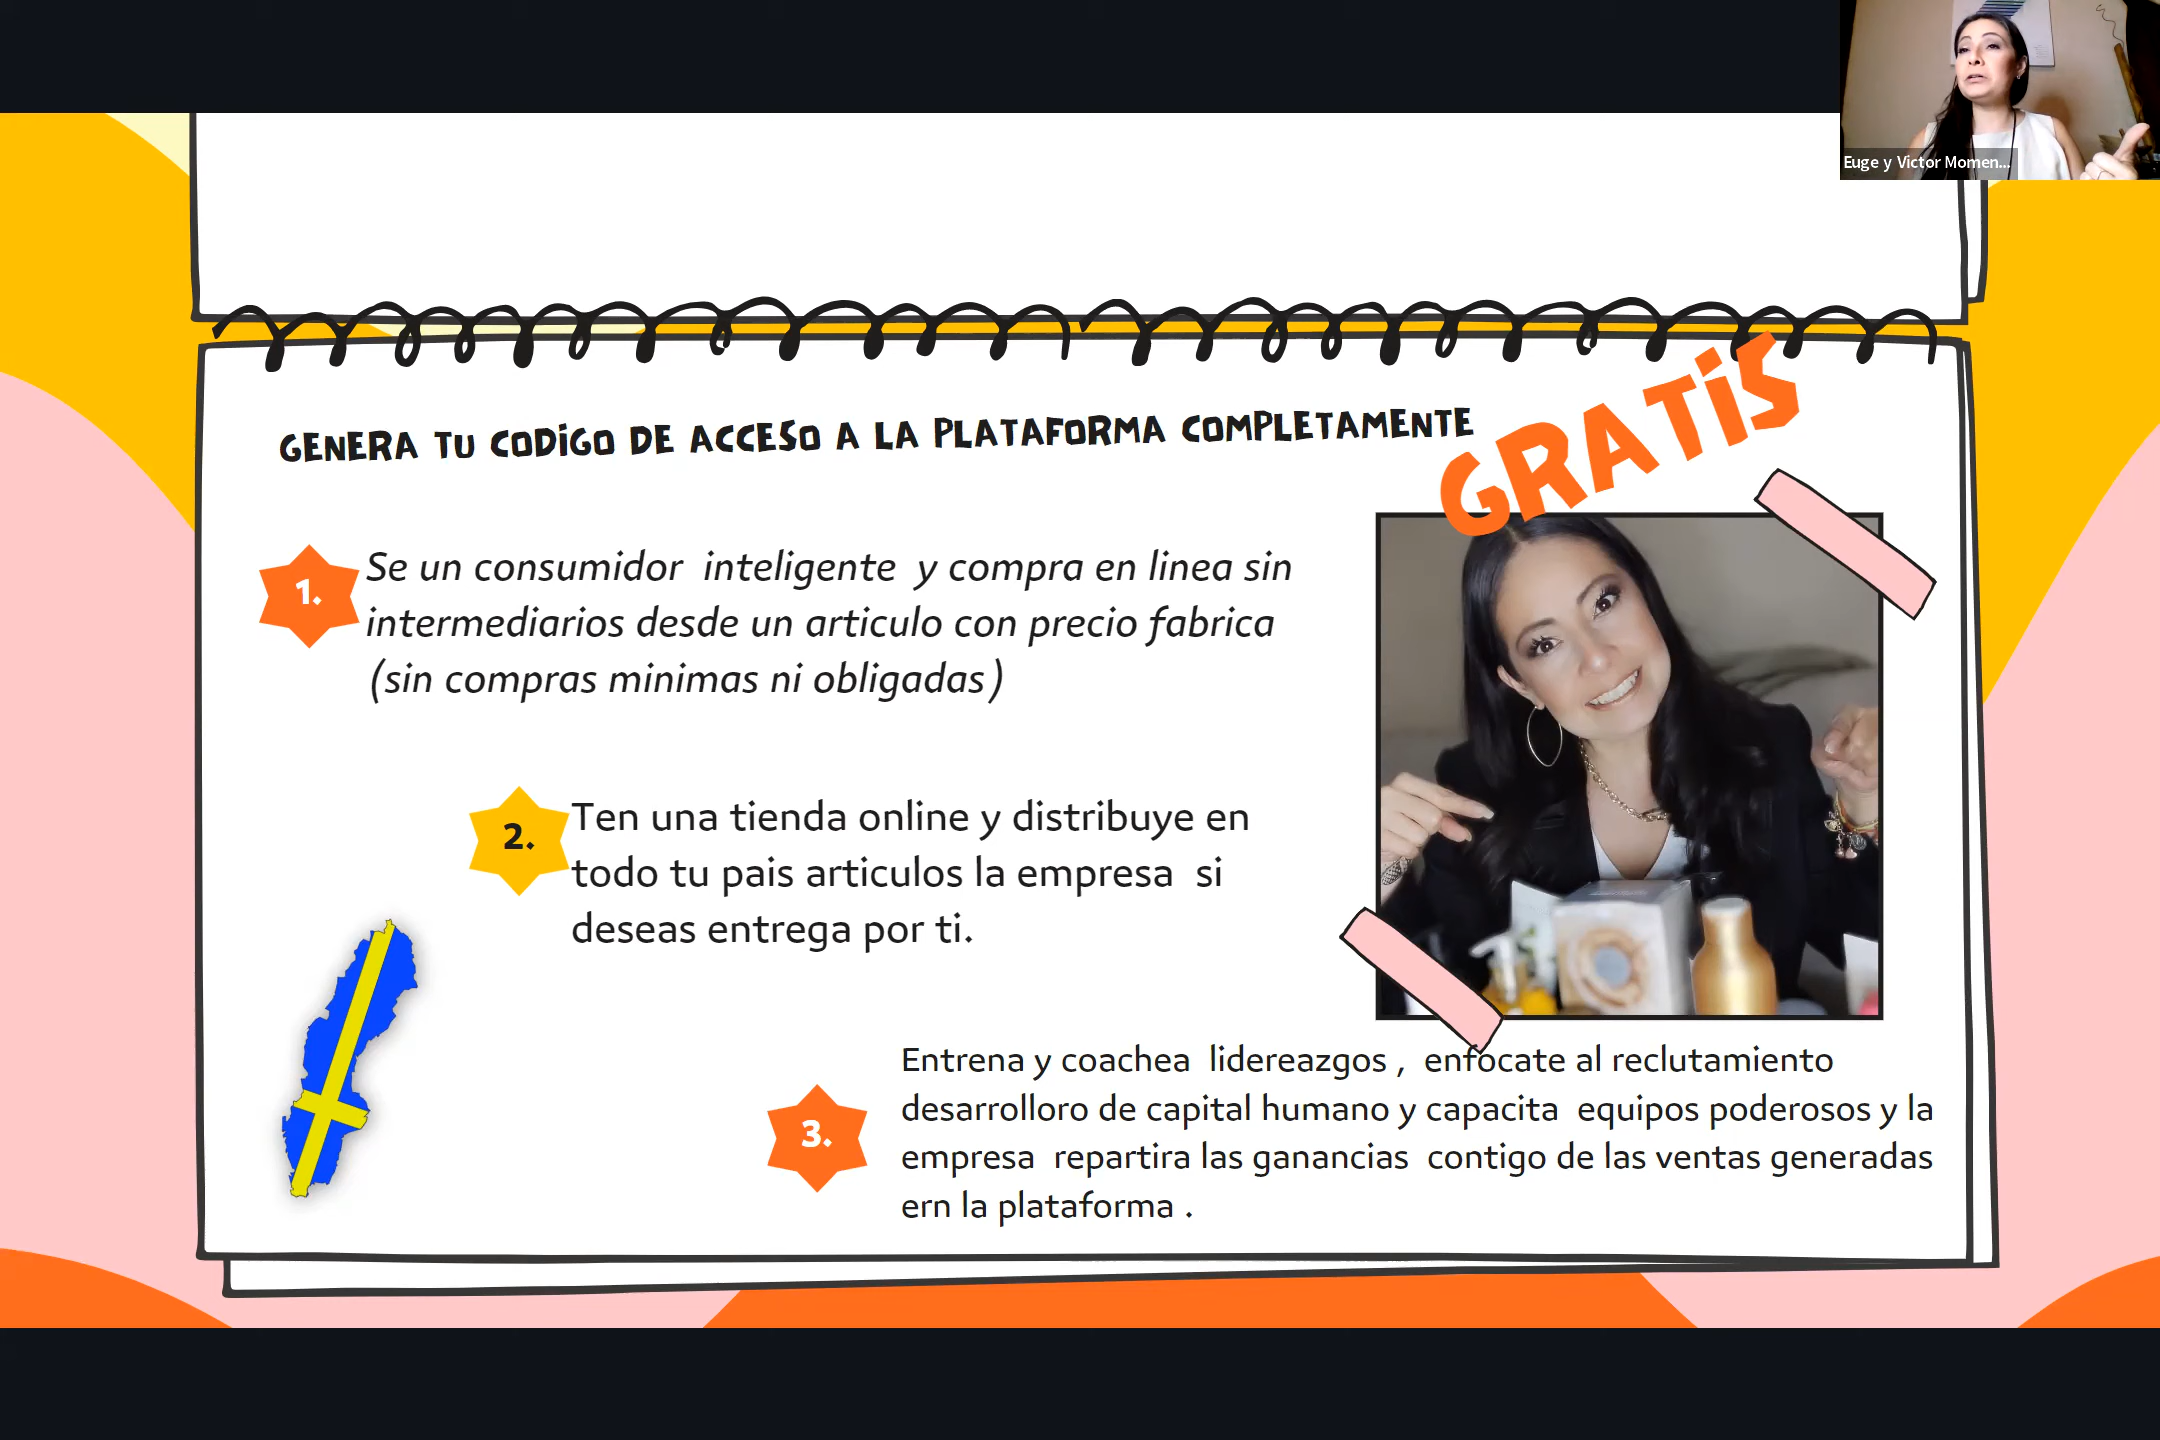 Euge y Victor Momen...
GENERA TU CODIGO DE ACCESO A LA PLATAFORMA COMPLETAMENTE
GRATIS
1.
Se un consumidor inteligente y compra en linea sin
intermediarios desde un articulo con precio fabrica
(sin compras minimas ni obligadas)
2.
Ten una tienda online y distribuye en
todo tu pais articulos la empresa si
deseas entrega por ti.
3.
Entrena y coachea lidereazgos , enfocate al reclutamiento
desarrolloro de capital humano y capacita equipos poderosos y la
empresa repartira las ganancias contigo de las ventas generadas
ern la plataforma .